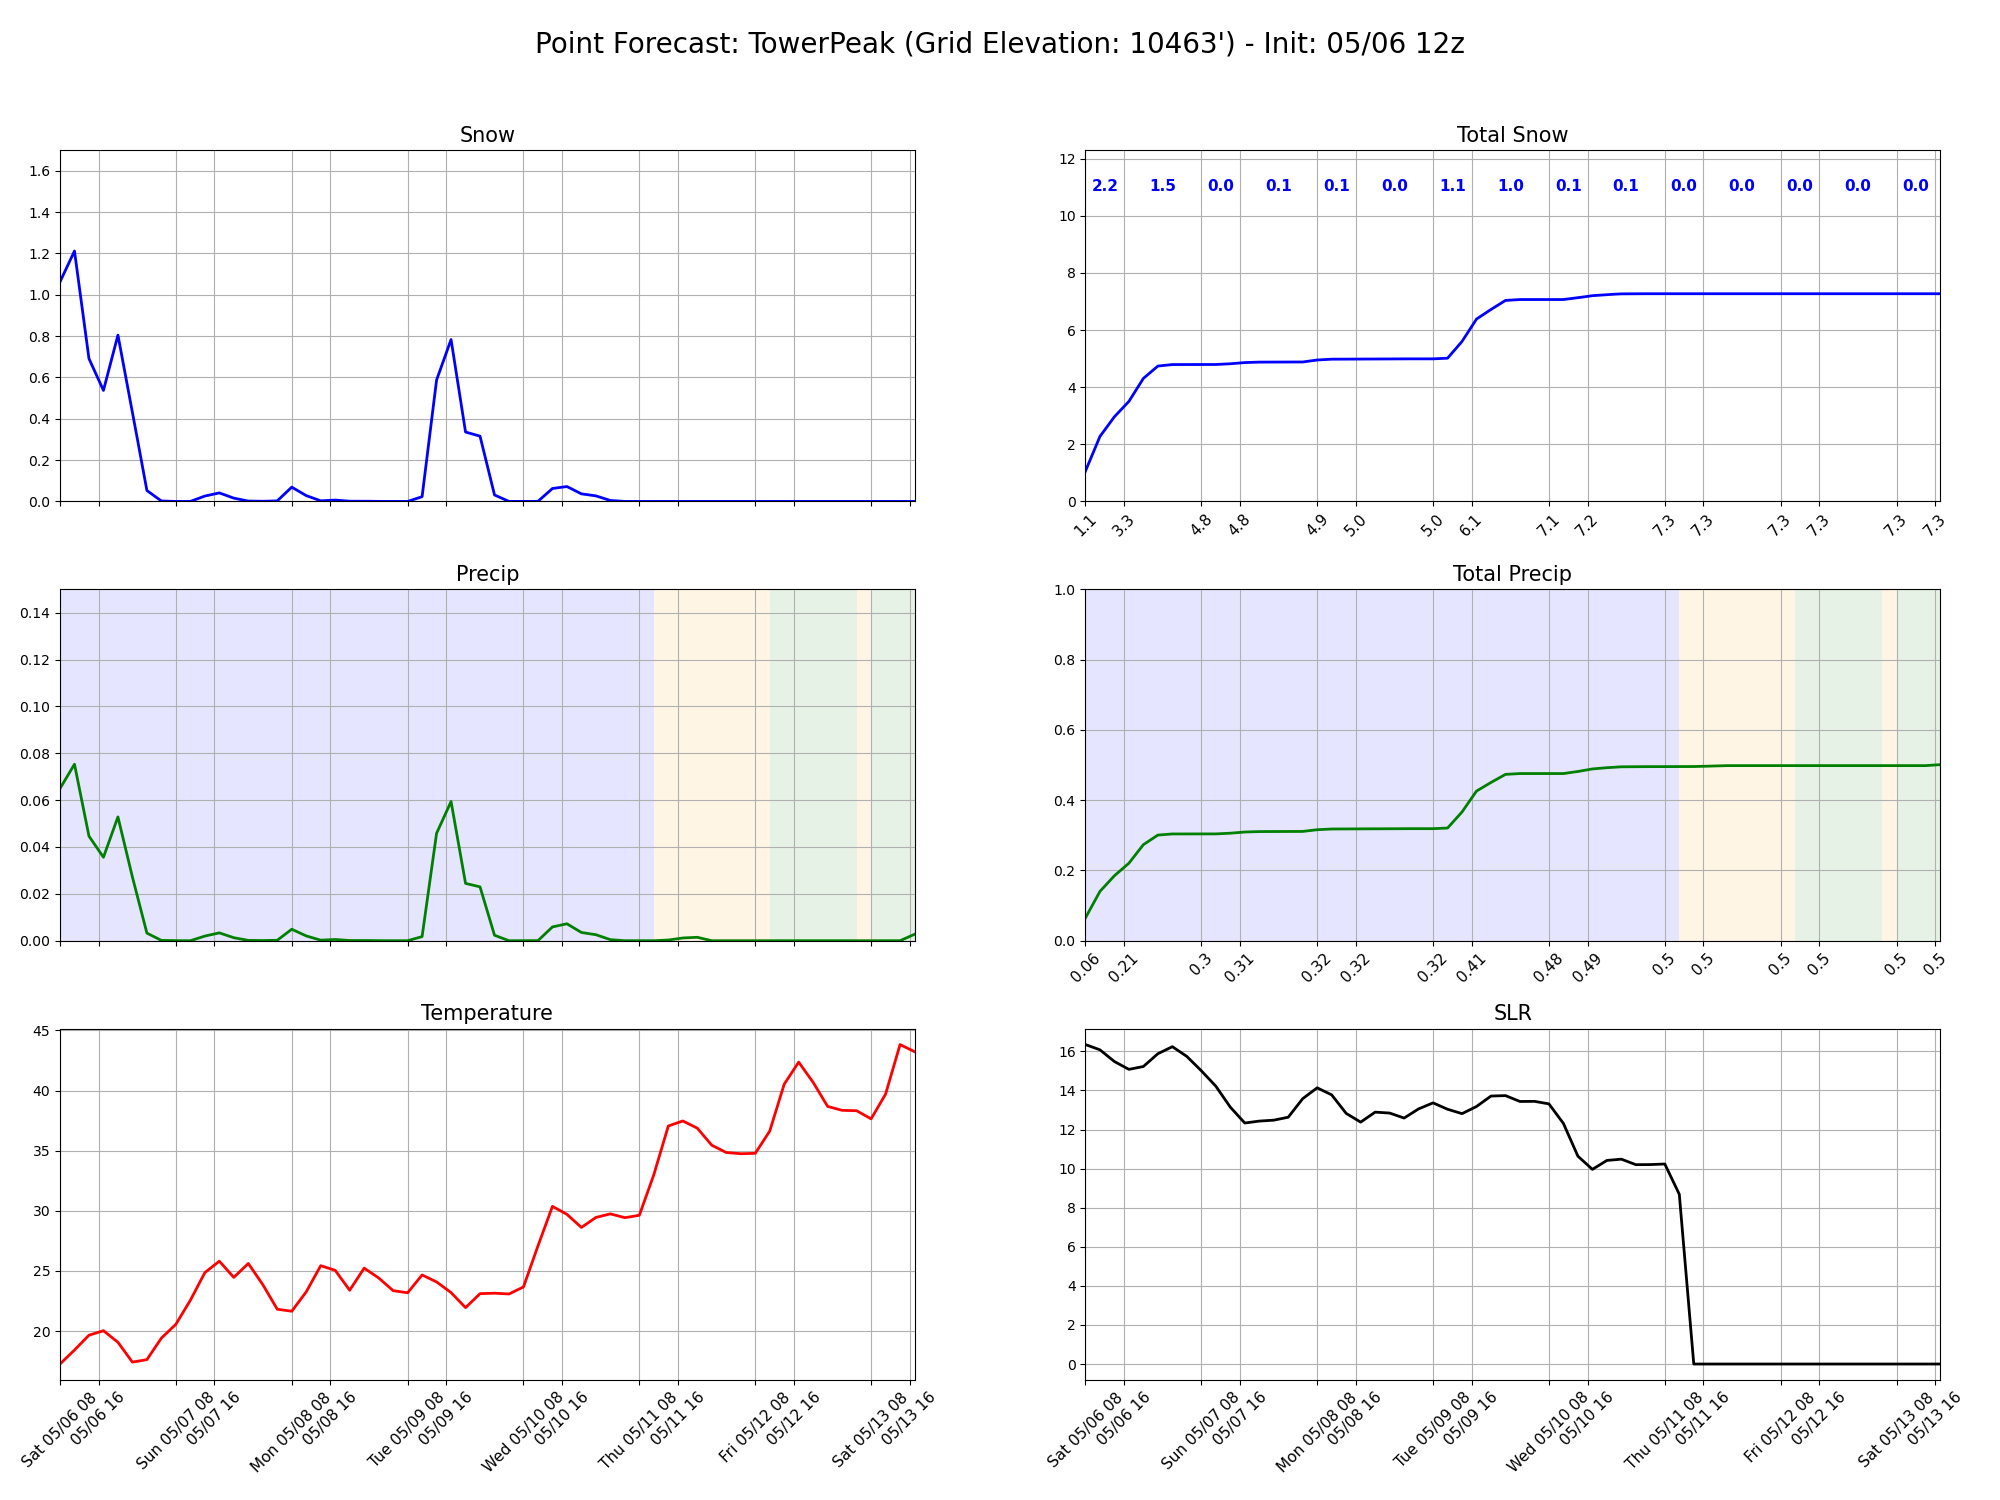 Point Forecast: TowerPeak (Grid Elevation: 10463') - Init: 05/06 12z
Snow
1.6
1.4
1.2
1.0
0.8
0.6
0.4
0.2
0.0
Total Snow
12
10
8
6
4
2
0
2.2 1.5 0.0 0.1 0.1 0.0 1.1 1.0 0.1 0.1 0.0 0.0 0.0 0.0 0.0
1.1 3.3 4.8 4.8 4.9 5.0 5.0 6.1 7.1 7.2 7.3 7.3 7.3 7.3 7.3 7.3
Precip
0.14
0.12
0.10
0.08
0.06
0.04
0.02
0.00
Total Precip
1.0
0.8
0.6
0.4
0.2
0.0
0.06 0.21 0.3 0.31 0.32 0.32 0.32 0.41 0.48 0.49 0.5 0.5 0.5 0.5 0.5 0.5
Temperature
45
40
35
30
25
20
Sat 05/06 08
05/06 16
Sun 05/07 08
05/07 16
Mon 05/08 08
05/08 16
Tue 05/09 08
05/09 16
Wed 05/10 08
05/10 16
Thu 05/11 08
05/11 16
Fri 05/12 08
05/12 16
Sat 05/13 08
05/13 16
SLR
16
14
12
10
8
6
4
2
0
Sat 05/06 08
05/06 16
Sun 05/07 08
05/07 16
Mon 05/08 08
05/08 16
Tue 05/09 08
05/09 16
Wed 05/10 08
05/10 16
Thu 05/11 08
05/11 16
Fri 05/12 08
05/12 16
Sat 05/13 08
05/13 16